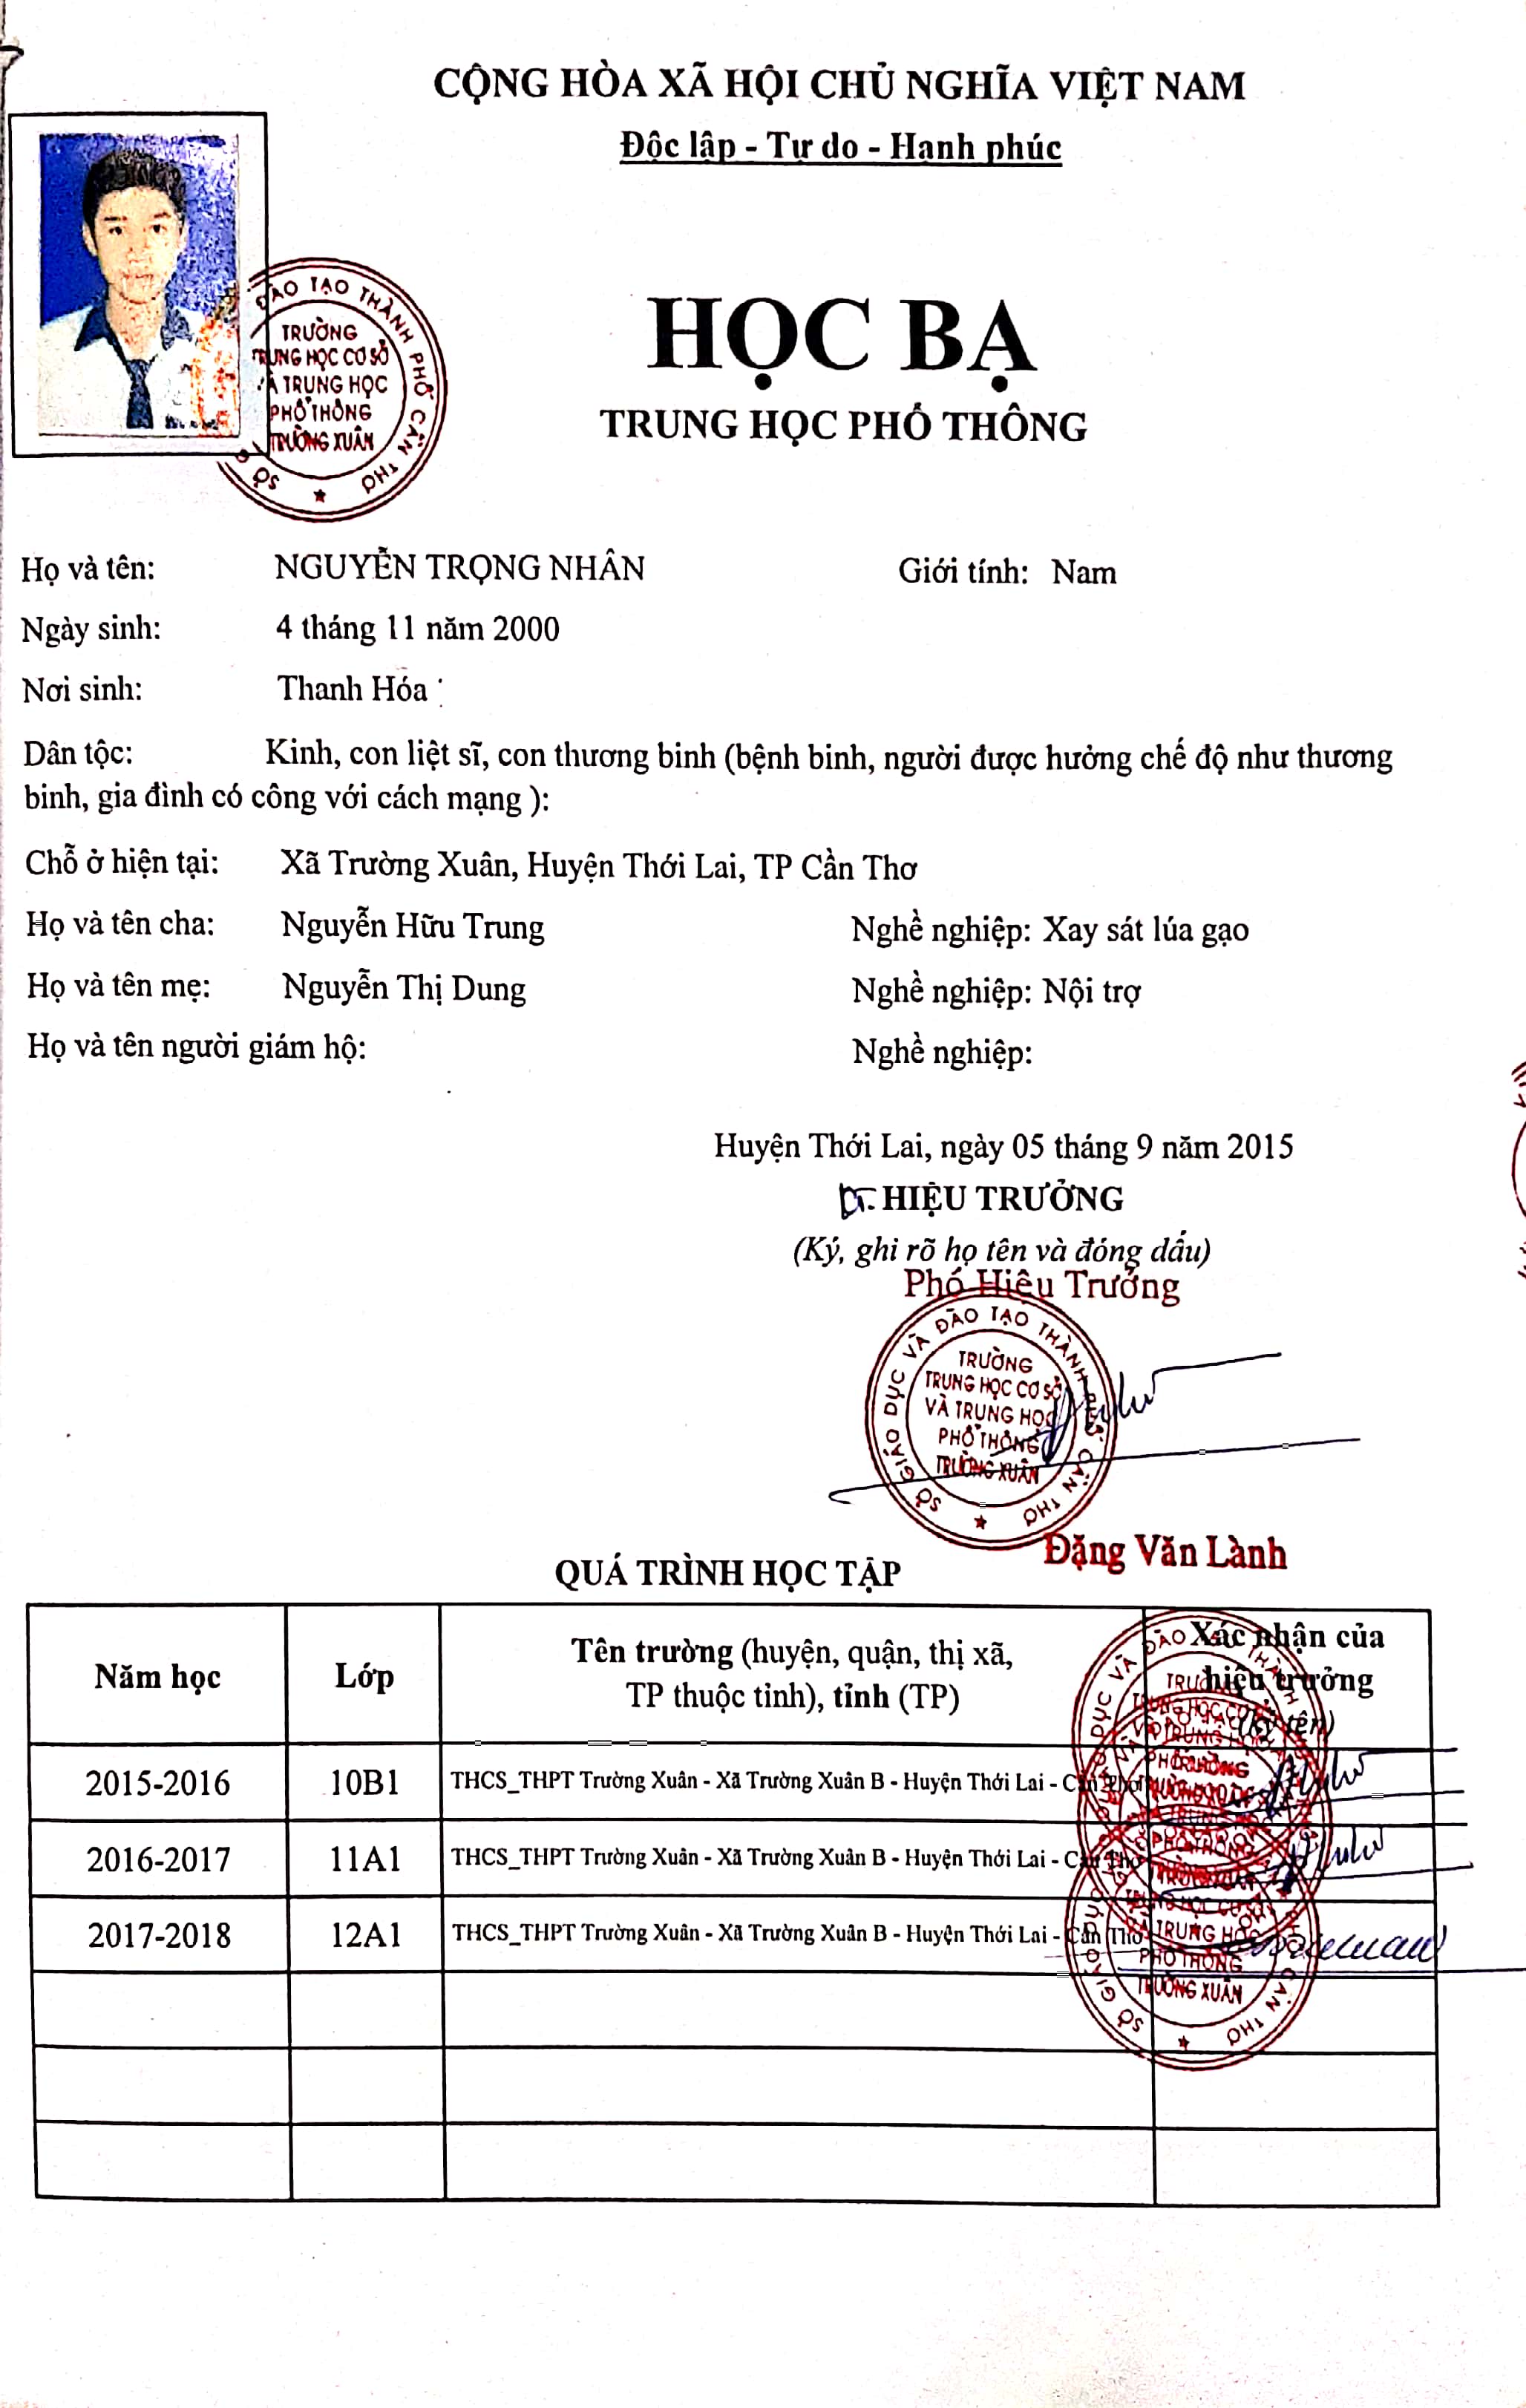 CỘNG HÒA XÃ HỘI CHỦ NGHĨA VIỆT NAM
Độc lập - Tự do - Hạnh phúc
ĐÀO TẠO THÀNH PHỐ CẦN THƠ
TRƯỜNG
TRUNG HỌC CƠ SỞ
VÀ TRUNG HỌC
PHỔ THÔNG
TRƯỜNG XUÂN
HỌC BẠ
TRUNG HỌC PHỔ THÔNG
Họ và tên: NGUYỄN TRỌNG NHÂN Giới tính: Nam
Ngày sinh: 4 tháng 11 năm 2000
Nơi sinh: Thanh Hóa
Dân tộc: Kinh, con liệt sĩ, con thương binh (bệnh binh, người được hưởng chế độ như thương
binh, gia đình có công với cách mạng ):
Chỗ ở hiện tại: Xã Trường Xuân, Huyện Thới Lai, TP Cần Thơ
Họ và tên cha: Nguyễn Hữu Trung Nghề nghiệp: Xay sát lúa gạo
Họ và tên mẹ: Nguyễn Thị Dung Nghề nghiệp: Nội trợ
Họ và tên người giám hộ: Nghề nghiệp:
Huyện Thới Lai, ngày 05 tháng 9 năm 2015
HIỆU TRƯỞNG
(Ký, ghi rõ họ tên và đóng dấu)
Phó Hiệu Trưởng
SỞ GIÁO DỤC VÀ ĐÀO TẠO THÀNH PHỐ CẦN THƠ
TRƯỜNG
TRUNG HỌC CƠ SỞ
VÀ TRUNG HỌC
PHỔ THÔNG
TRƯỜNG XUÂN
Đặng Văn Lành
QUÁ TRÌNH HỌC TẬP
Năm học Lớp Tên trường (huyện, quận, thị xã, TP thuộc tỉnh), tỉnh (TP) Xác nhận của hiệu trưởng (Ký tên)
2015-2016 10B1 THCS_THPT Trường Xuân - Xã Trường Xuân B - Huyện Thới Lai - Cần Thơ
2016-2017 11A1 THCS_THPT Trường Xuân - Xã Trường Xuân B - Huyện Thới Lai - Cần Thơ
2017-2018 12A1 THCS_THPT Trường Xuân - Xã Trường Xuân B - Huyện Thới Lai - Cần Thơ